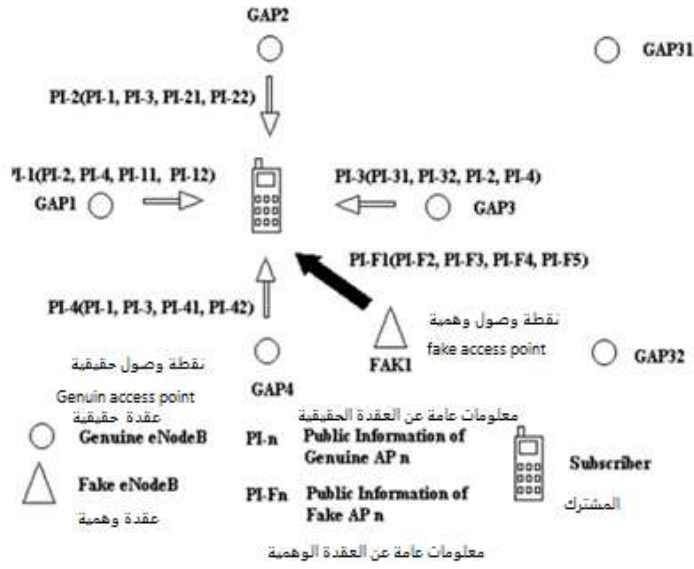 GAP2
GAP31
PI-2(PI-1, PI-3, PI-21, PI-22)
PI-1(PI-2, PI-4, PI-11, PI-12)
PI-3(PI-31, PI-32, PI-2, PI-4)
GAP1
GAP3
PI-F1(PI-F2, PI-F3, PI-F4, PI-F5)
PI-4(PI-1, PI-3, PI-41, PI-42)
نقطة وصول وهمية
fake access point
FAK1
GAP32
نقطة وصول حقيقية
Genuin access point
GAP4
عقدة حقيقية
معلومات عامة عن العقدة الحقيقية
Genuine eNodeB
PI-n
Public Information of
Genuine AP n
Subscriber
المشترك
Fake eNodeB
عقدة وهمية
PI-Fn
Public Information of
Fake AP n
معلومات عامة عن العقدة الوهمية